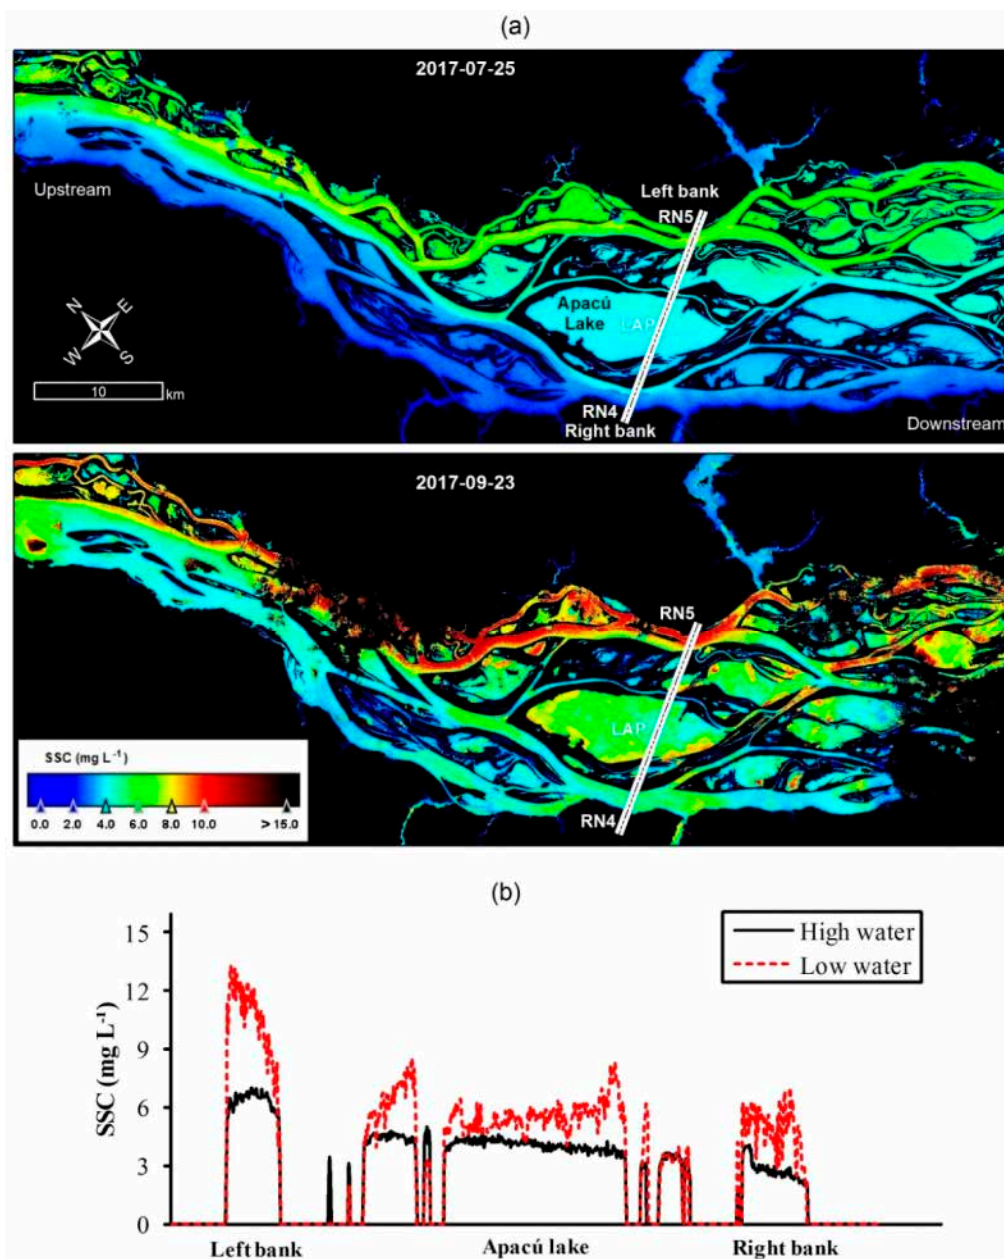 (a)
2017-07-25
Upstream
Left bank
RN5
N
E
W
S
10 km
Apacú
Lake
LAP
RN4
Right bank
Downstream
2017-09-23
RN5
LAP
RN4
SSC (mg L-1)
0.0 2.0 4.0 6.0 8.0 10.0 > 15.0
(b)
15
12
9
6
3
0
SSC (mg L-1)
High water
Low water
Left bank Apacú lake Right bank